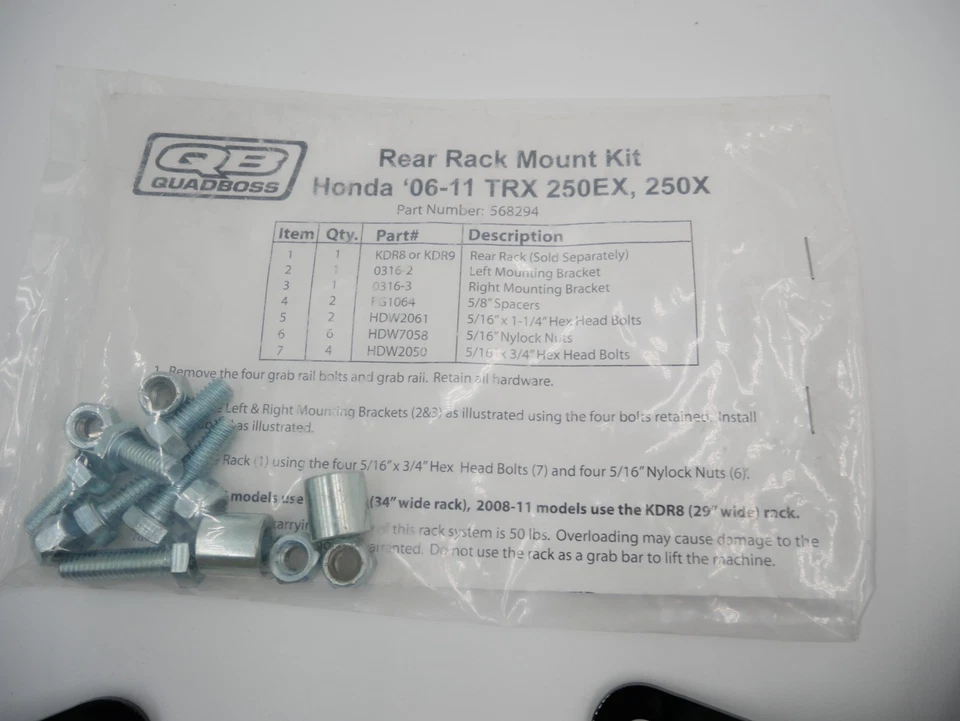 QB
QUADBOSS
Rear Rack Mount Kit
Honda '06-11 TRX 250EX, 250X
Part Number: 568294
Item Qty. Part# Description
1 1 KDR8 or KDR9 Rear Rack (Sold Separately)
2 1 0316-2 Left Mounting Bracket
3 1 0316-3 Right Mounting Bracket
4 2 FG1064 5/8" Spacers
5 2 HDW2061 5/16" x 1-1/4" Hex Head Bolts
6 6 HDW7058 5/16" Nylock Nuts
7 4 HDW2050 5/16" x 3/4" Hex Head Bolts
1. Remove the four grab rail bolts and grab rail. Retain all hardware.
Left & Right Mounting Brackets (2&3) as illustrated using the four bolts retained. Install
as illustrated.
Rack (1) using the four 5/16" x 3/4" Hex Head Bolts (7) and four 5/16" Nylock Nuts (6).
models use (34" wide rack), 2008-11 models use the KDR8 (29" wide) rack.
of this rack system is 50 lbs. Overloading may cause damage to the
Do not use the rack as a grab bar to lift the machine.